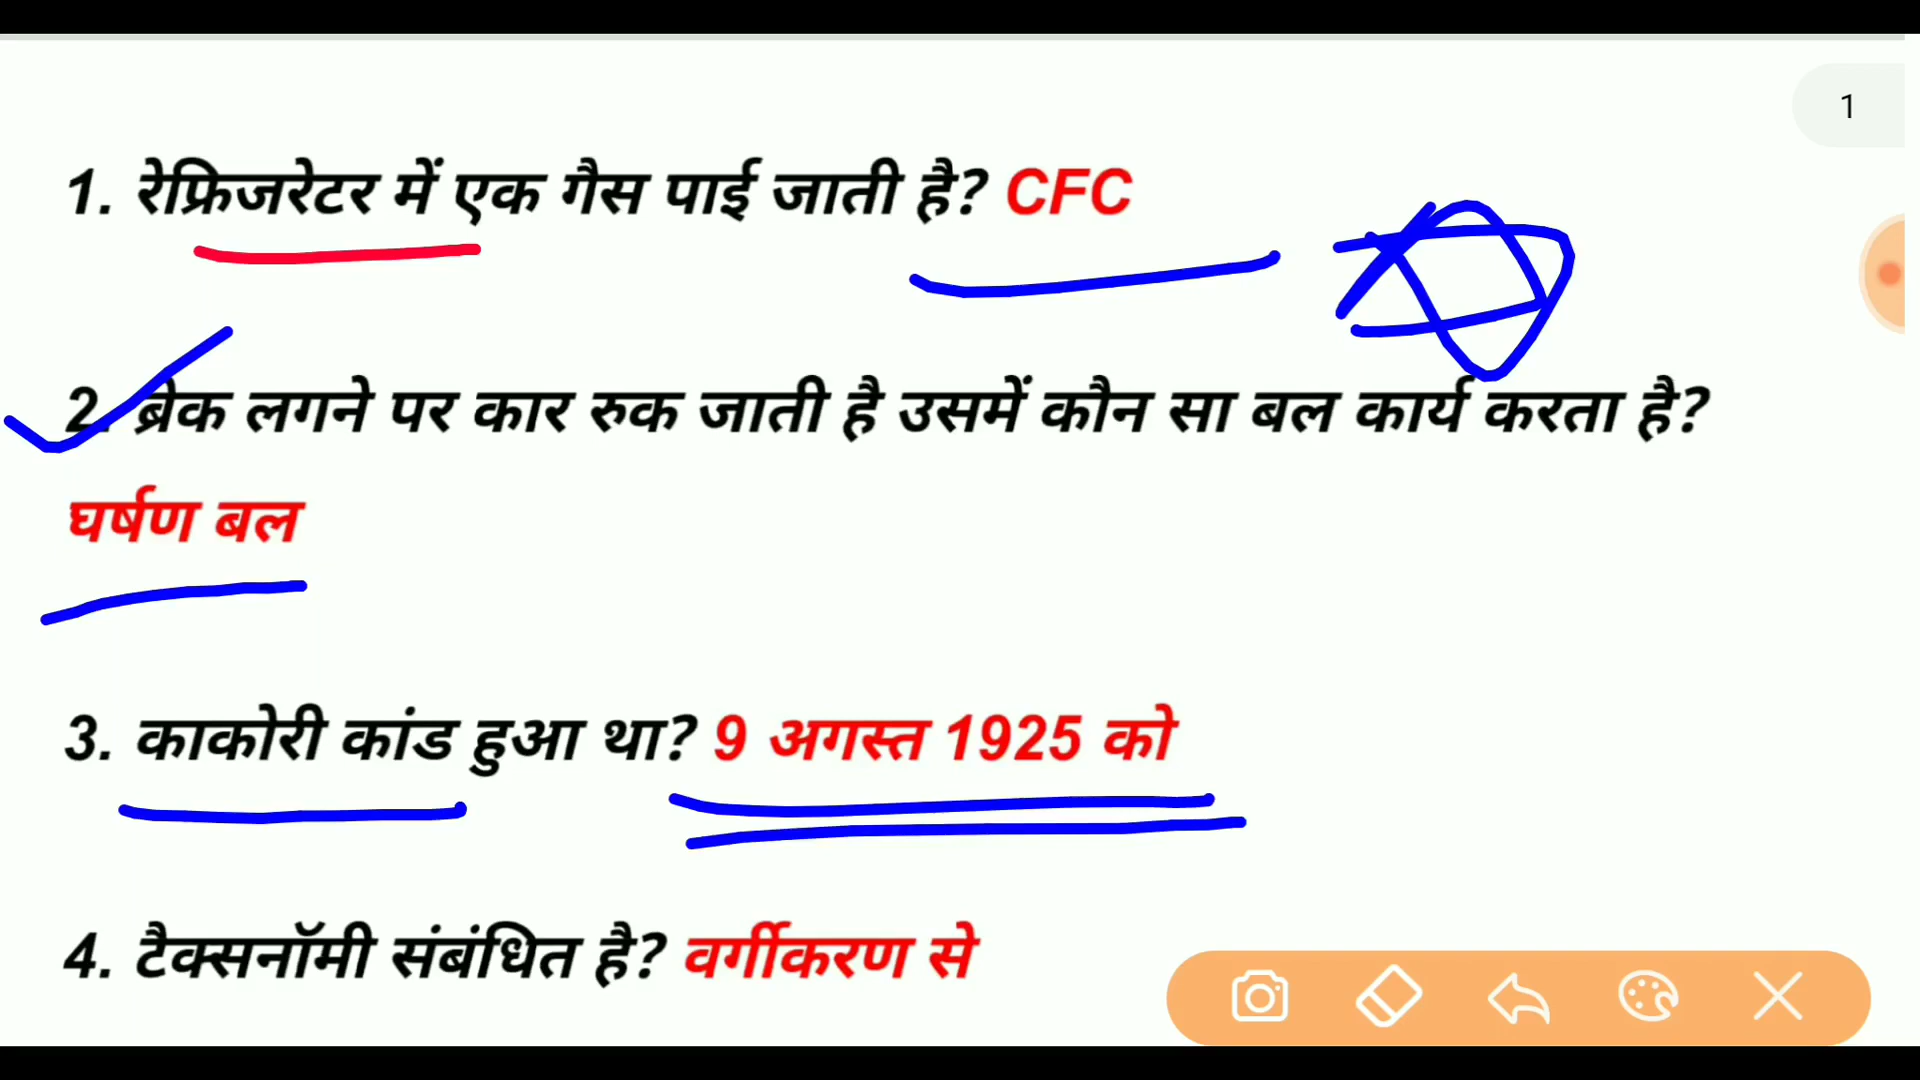 1
1. रेफ्रिजरेटर में एक गैस पाई जाती है? CFC
2. ब्रेक लगने पर कार रुक जाती है उसमें कौन सा बल कार्य करता है?
घर्षण बल
3. काकोरी कांड हुआ था? 9 अगस्त 1925 को
4. टैक्सनॉमी संबंधित है? वर्गीकरण से